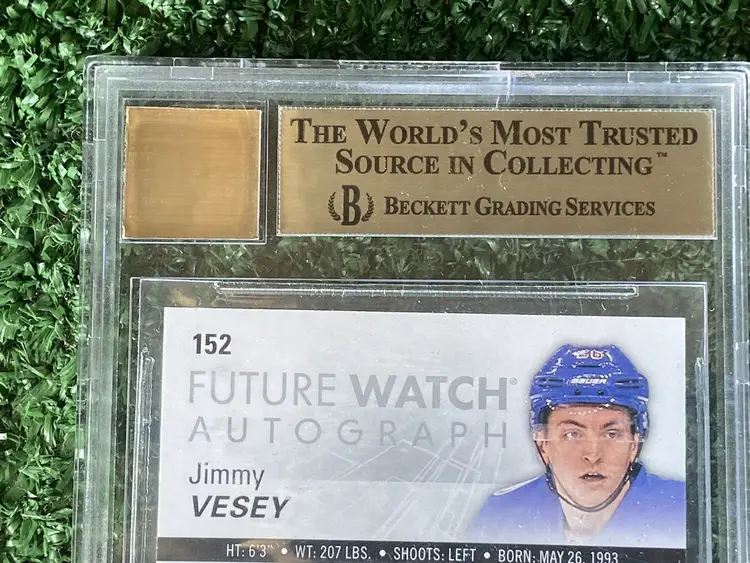 THE WORLD'S MOST TRUSTED
SOURCE IN COLLECTING™
B BECKETT GRADING SERVICES
152
FUTURE WATCH®
AUTOGRAPH
Jimmy
VESEY
26
BAUER
HT: 6'3" • WT: 207 LBS. • SHOOTS: LEFT • BORN: MAY 26, 1993